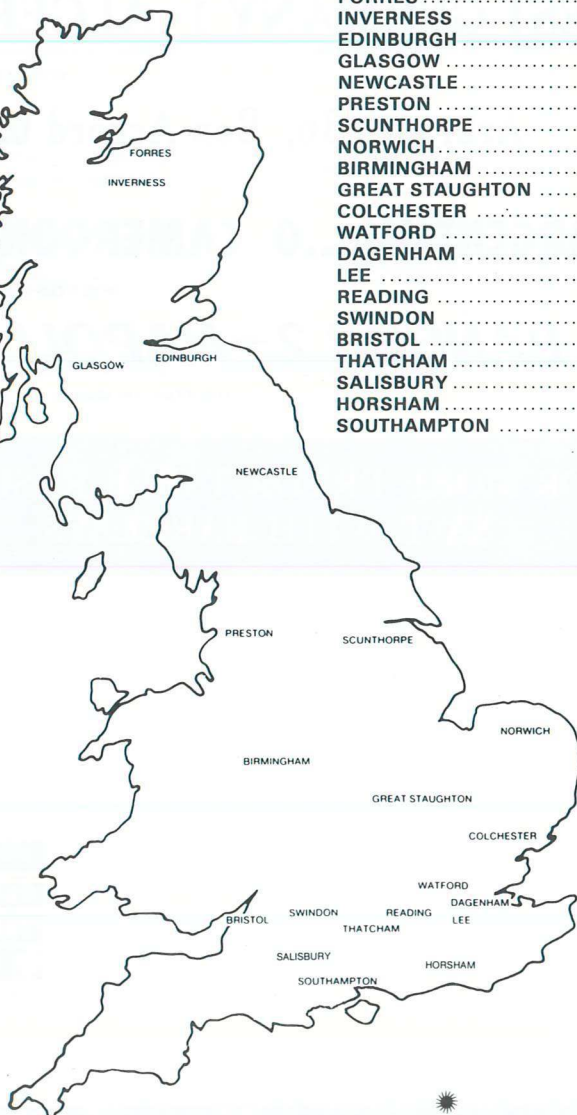 FORRES ..................
INVERNESS ..............
EDINBURGH ..............
GLASGOW ................
NEWCASTLE ..............
PRESTON .................
SCUNTHORPE .............
NORWICH .................
BIRMINGHAM .............
GREAT STAUGHTON .....
COLCHESTER .............
WATFORD ................
DAGENHAM ...............
LEE ......................
READING .................
SWINDON ................
BRISTOL .................
THATCHAM ...............
SALISBURY ...............
HORSHAM ................
SOUTHAMPTON ..........
FORRES
INVERNESS
GLASGOW
EDINBURGH
NEWCASTLE
PRESTON
SCUNTHORPE
NORWICH
BIRMINGHAM
GREAT STAUGHTON
COLCHESTER
WATFORD
DAGENHAM
BRISTOL
SWINDON
READING
LEE
THATCHAM
SALISBURY
HORSHAM
SOUTHAMPTON